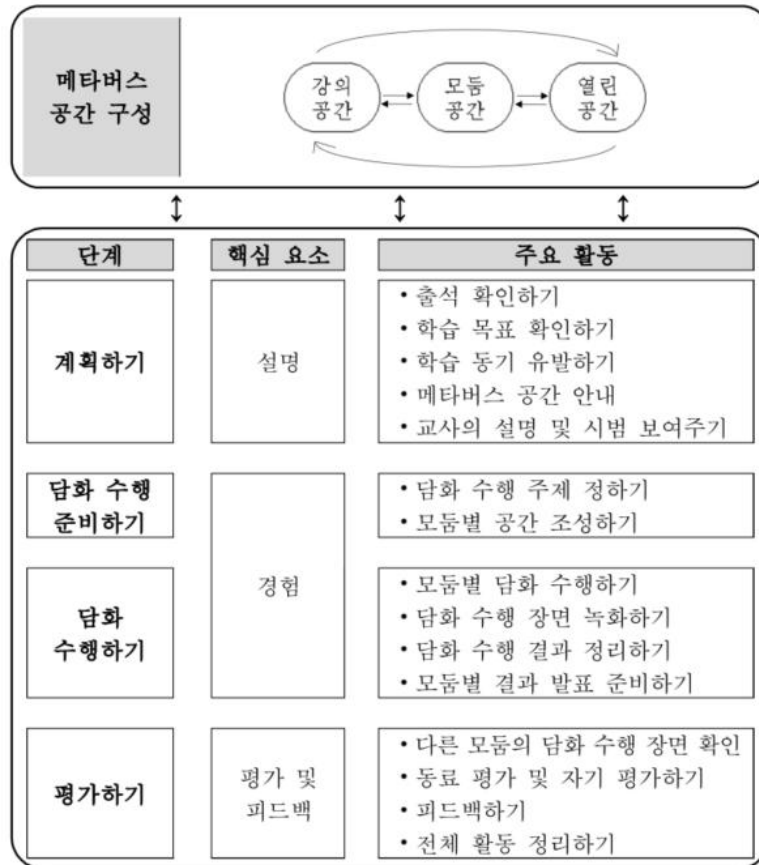 메타버스
공간 구성
강의
공간
모둠
공간
열린
공간
단계
핵심 요소
주요 활동
계획하기
설명
• 출석 확인하기
• 학습 목표 확인하기
• 학습 동기 유발하기
• 메타버스 공간 안내
• 교사의 설명 및 시범 보여주기
담화 수행
준비하기
경험
• 담화 수행 주제 정하기
• 모둠별 공간 조성하기
담화
수행하기
• 모둠별 담화 수행하기
• 담화 수행 장면 녹화하기
• 담화 수행 결과 정리하기
• 모둠별 결과 발표 준비하기
평가하기
평가 및
피드백
• 다른 모둠의 담화 수행 장면 확인
• 동료 평가 및 자기 평가하기
• 피드백하기
• 전체 활동 정리하기